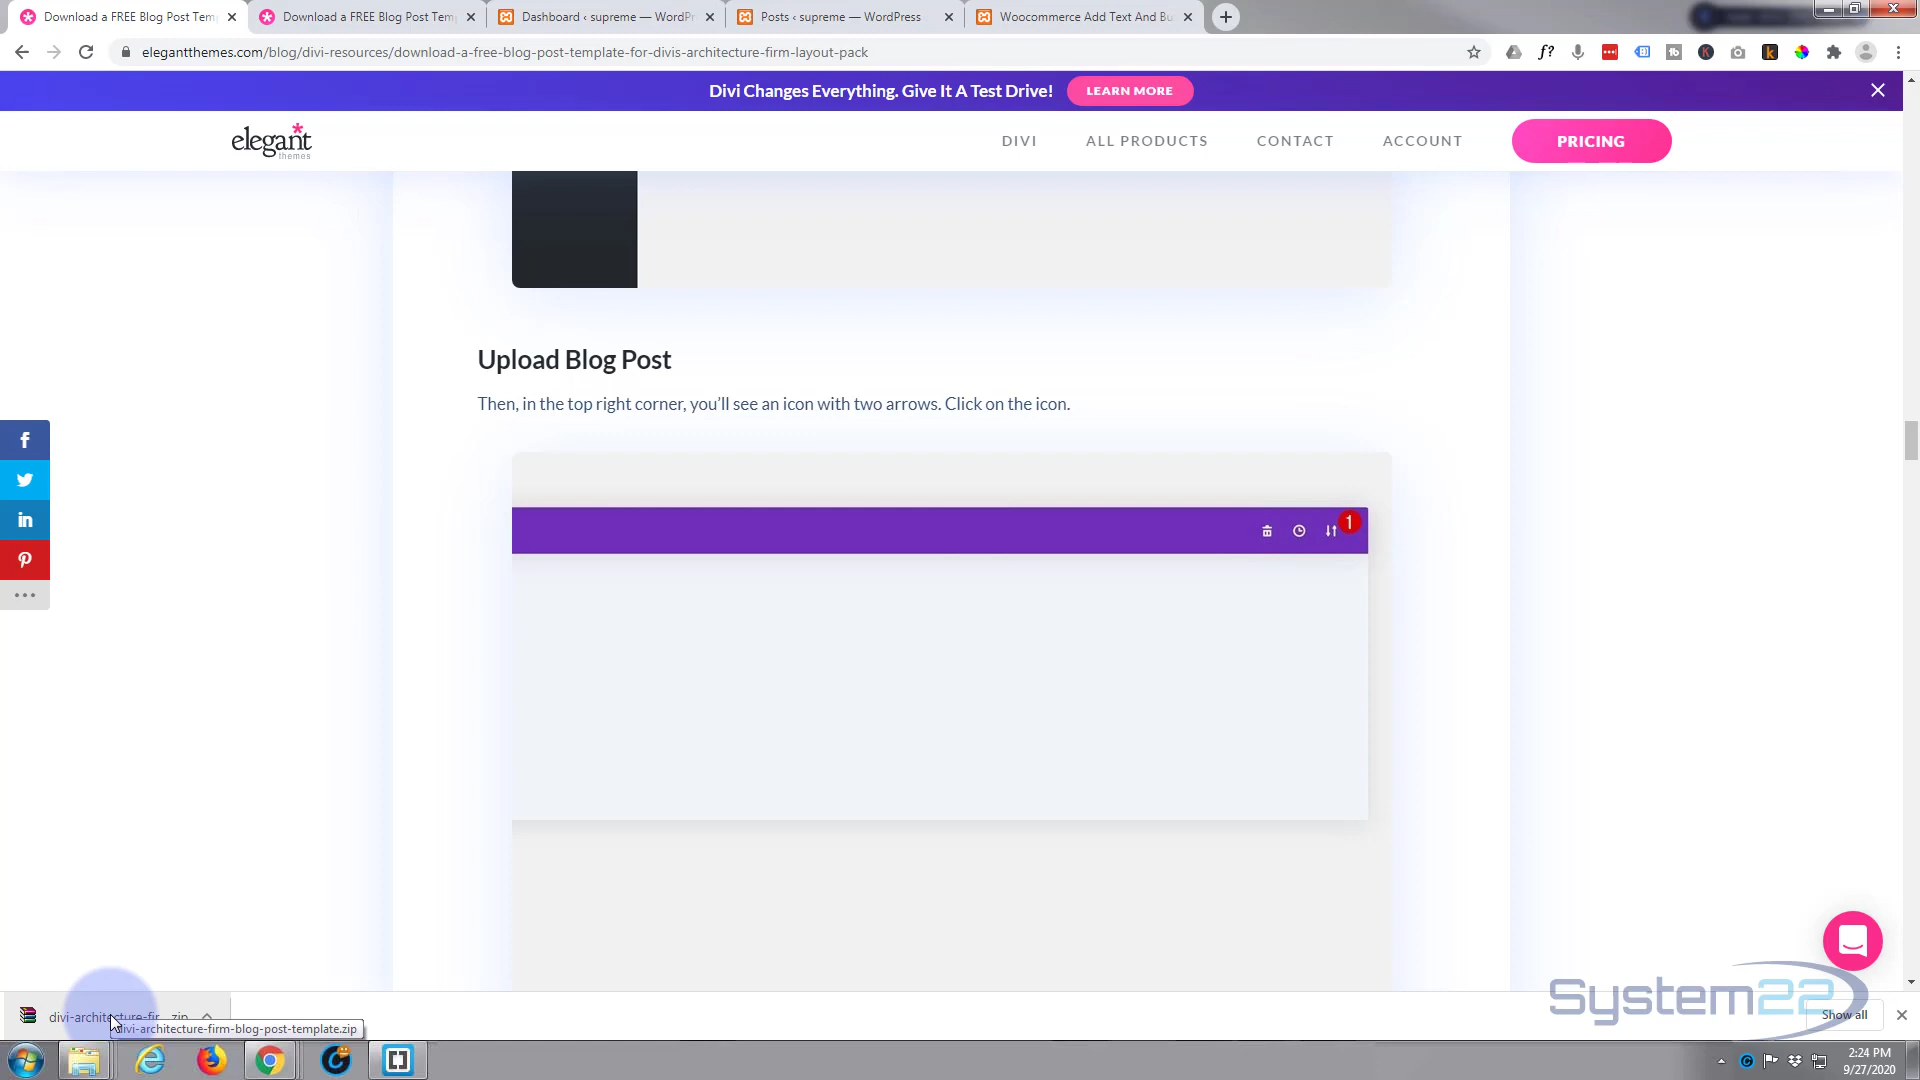 Download a FREE Blog Post Tem
Download a FREE Blog Post Tem
Dashboard ‹ supreme — WordPr
Posts ‹ supreme — WordPress
Woocommerce Add Text And Bu
elegantthemes.com/blog/divi-resources/download-a-free-blog-post-template-for-divis-architecture-firm-layout-pack
Divi Changes Everything. Give It A Test Drive!
LEARN MORE
elegant
themes
DIVI
ALL PRODUCTS
CONTACT
ACCOUNT
PRICING
Upload Blog Post
Then, in the top right corner, you'll see an icon with two arrows. Click on the icon.
1
System22
divi-architecture-fir....zip
divi-architecture-firm-blog-post-template.zip
Show all
2:24 PM
9/27/2020